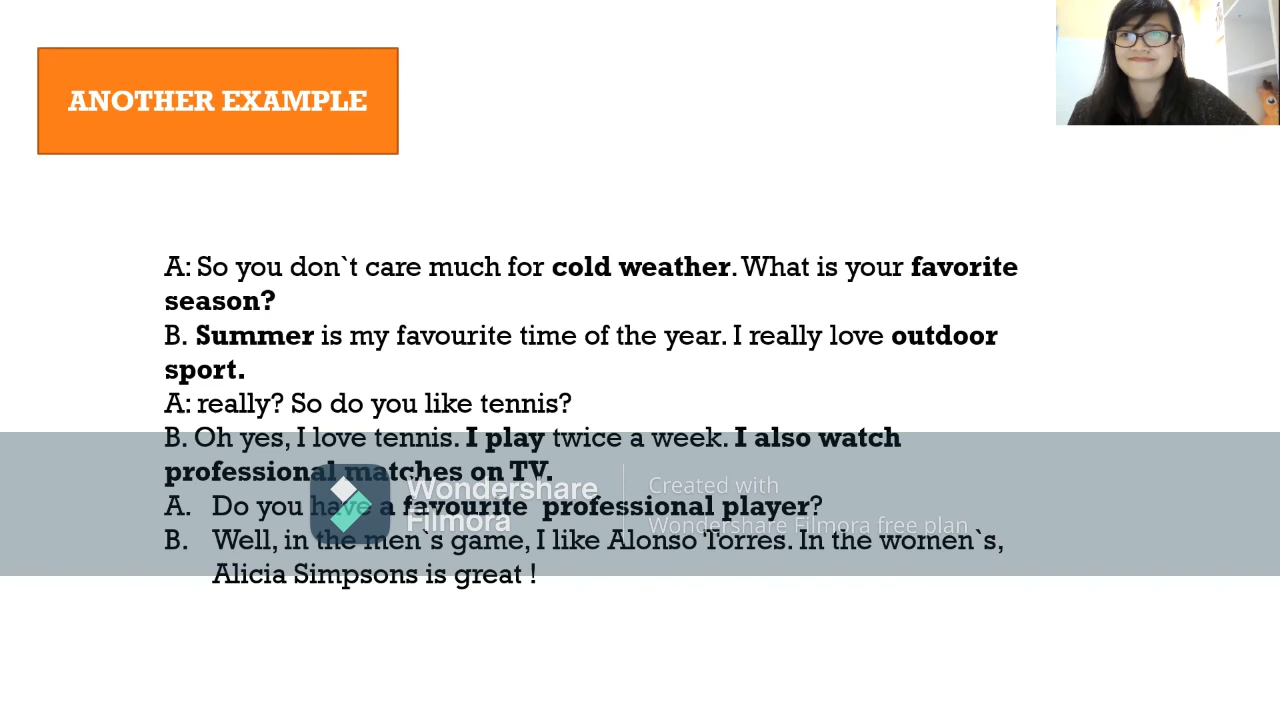 ANOTHER EXAMPLE
A: So you don`t care much for cold weather. What is your favorite
season?
B. Summer is my favourite time of the year. I really love outdoor
sport.
A: really? So do you like tennis?
B. Oh yes, I love tennis. I play twice a week. I also watch
professional matches on TV.
A. Do you have a favourite professional player?
B. Well, in the men`s game, I like Alonso Torres. In the women`s,
Alicia Simpsons is great !
Wondershare
Filmora
Created with
Wondershare Filmora free plan